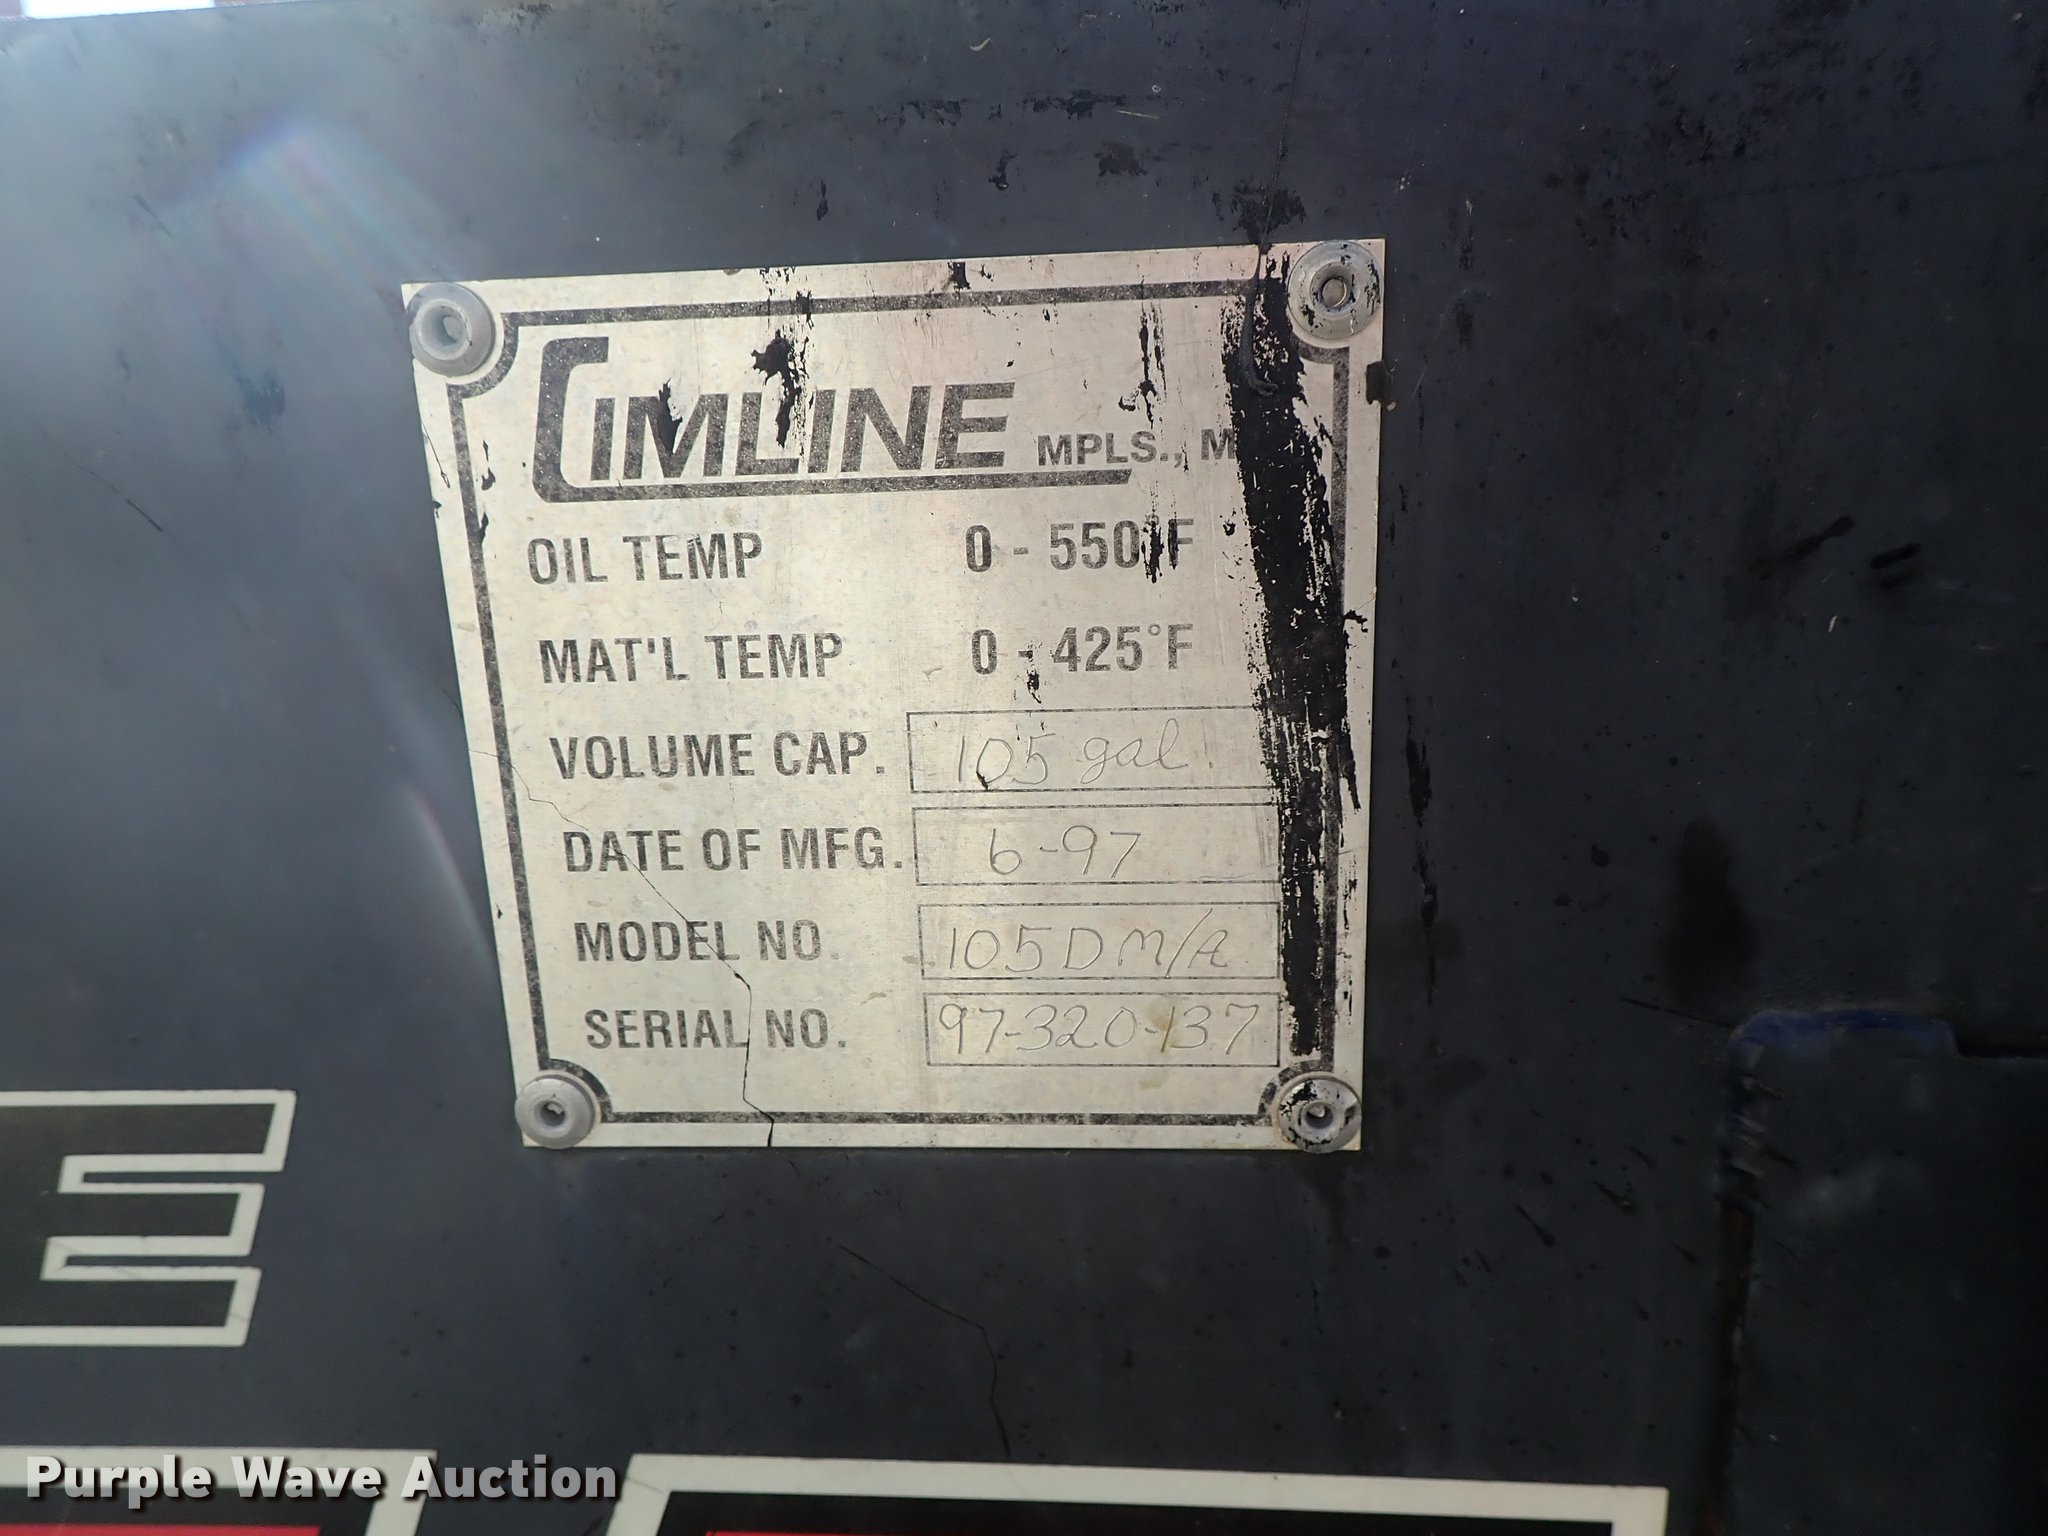 CIMLINE MPLS., M
OIL TEMP 0 - 550°F
MAT'L TEMP 0 - 425°F
VOLUME CAP. 105 gal.
DATE OF MFG. 6-97
MODEL NO. 105DM/A
SERIAL NO. 97-320-137
E
Purple Wave Auction